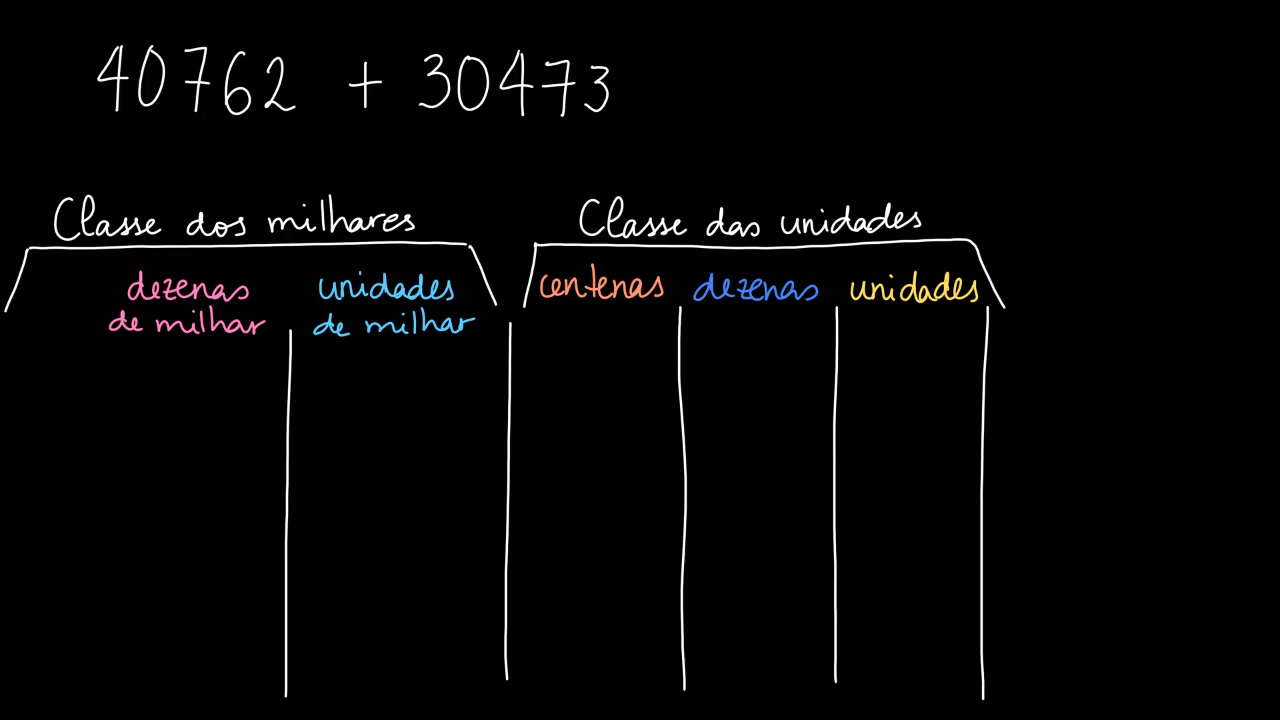 40762 + 30473
Classe dos milhares
Classe das unidades
dezenas de milhar
unidades de milhar
centenas
dezenas
unidades